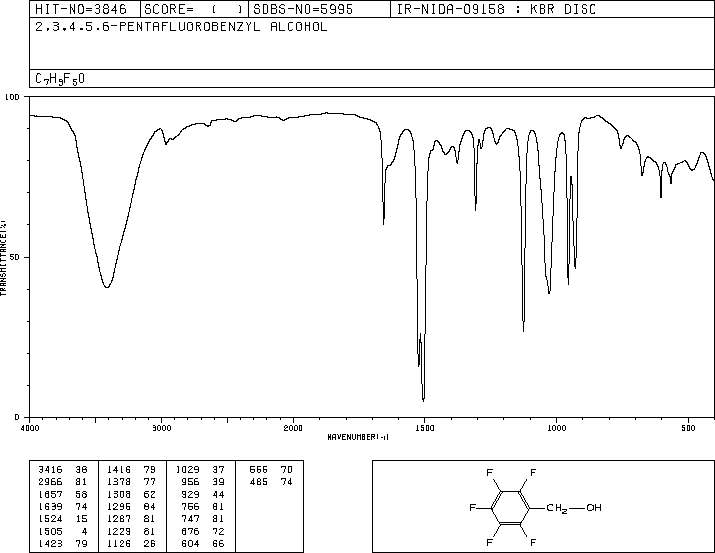 HIT-NO=3846 SCORE= ( ) SDBS-NO=5995 IR-NIDA-09158 : KBR DISC
2,3,4,5,6-PENTAFLUOROBENZYL ALCOHOL
C7H3F5O
100
50
0
TRANSMITTANCE(%)
4000 3000 2000 1500 1000 500
WAVENUMBER(-1)
3416 36 1416 79 1029 37 566 70
2966 81 1378 77 956 39 485 74
1657 58 1308 62 929 44
1639 74 1296 84 756 81
1524 15 1287 81 747 81
1505 4 1229 81 676 72
1423 79 1126 26 604 66
F F
F CH2 OH
F F